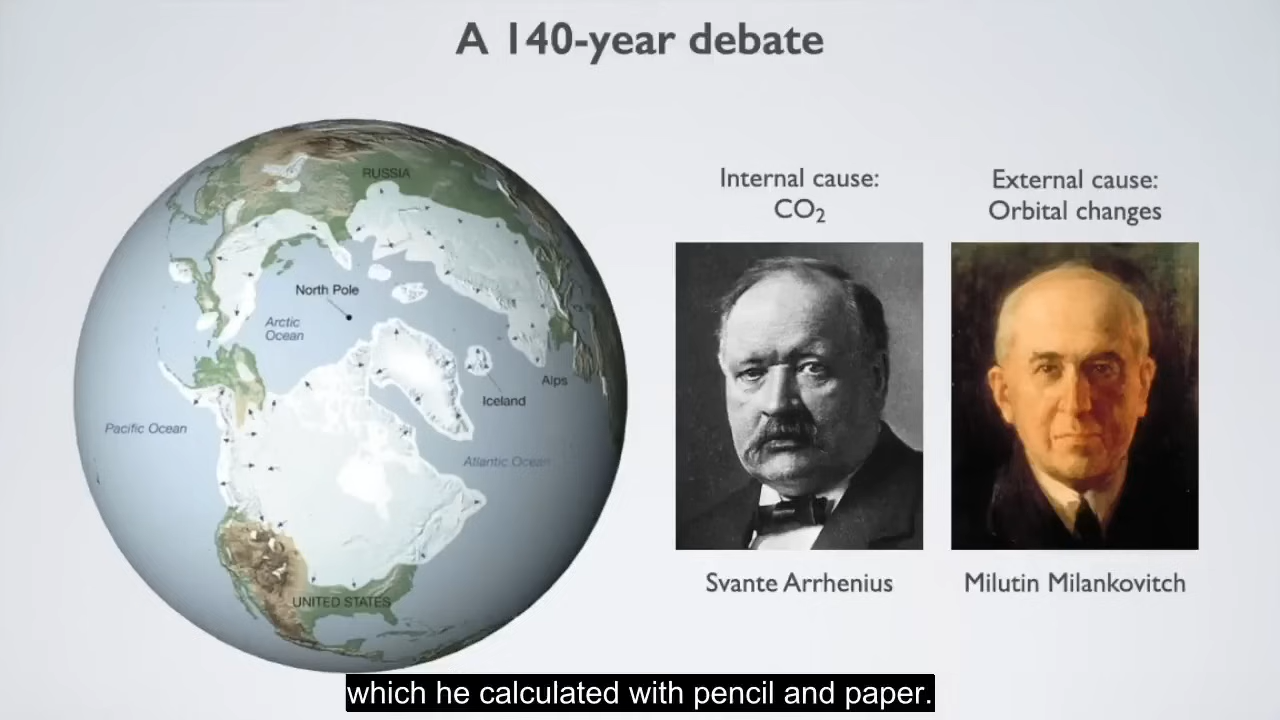 A 140-year debate
Internal cause:
CO₂
External cause:
Orbital changes
RUSSIA
North Pole
Arctic
Ocean
Alps
Iceland
Pacific Ocean
Atlantic Ocean
UNITED STATES
Svante Arrhenius
Milutin Milankovitch
which he calculated with pencil and paper.